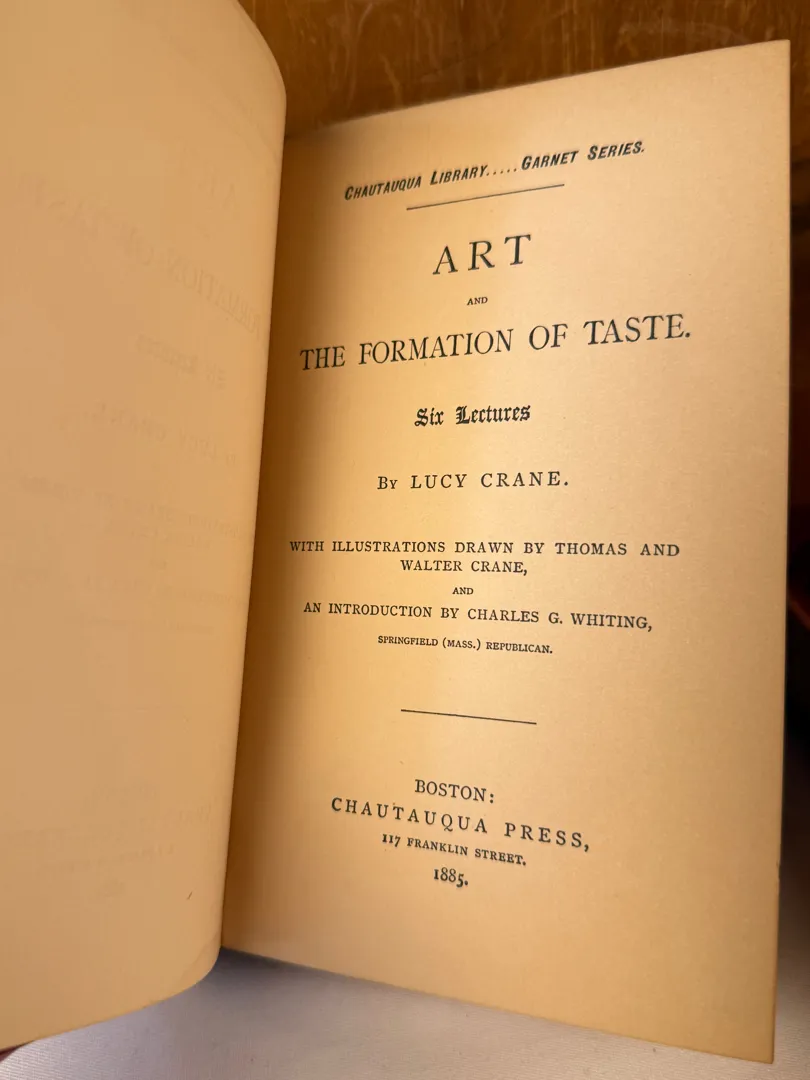 CHAUTAUQUA LIBRARY.....GARNET SERIES.
ART
AND
THE FORMATION OF TASTE.
Six Lectures
BY LUCY CRANE.
WITH ILLUSTRATIONS DRAWN BY THOMAS AND
WALTER CRANE,
AND
AN INTRODUCTION BY CHARLES G. WHITING,
SPRINGFIELD (MASS.) REPUBLICAN.
BOSTON:
CHAUTAUQUA PRESS,
117 FRANKLIN STREET.
1885.